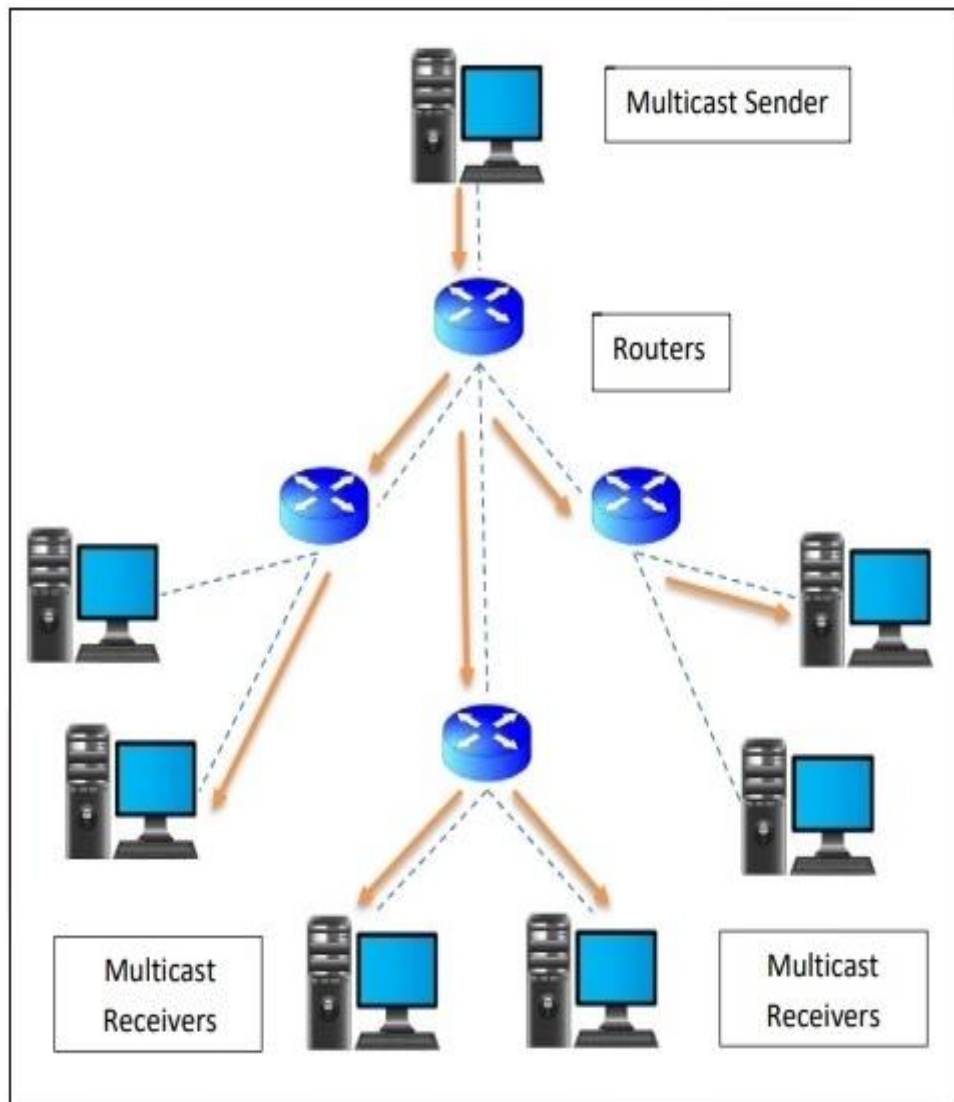 Multicast Sender
Routers
Multicast
Receivers
Multicast
Receivers